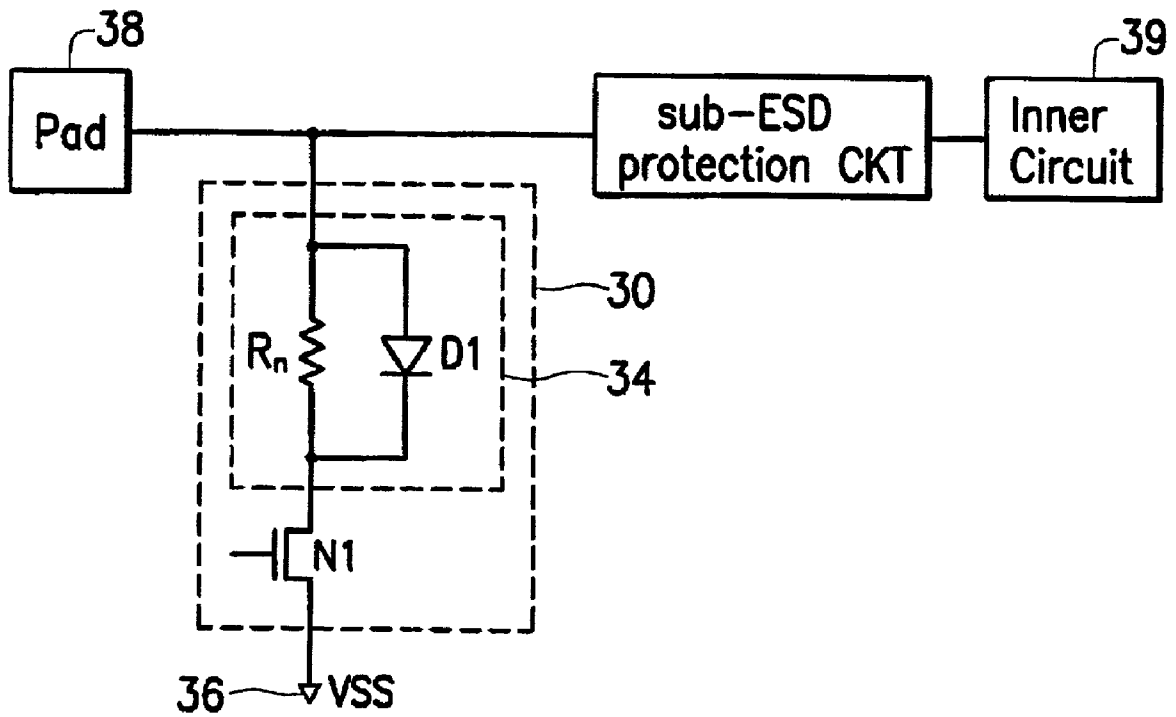 38
39
Pad
sub-ESD
protection CKT
Inner
Circuit
30
Rn
D1
34
N1
36
VSS